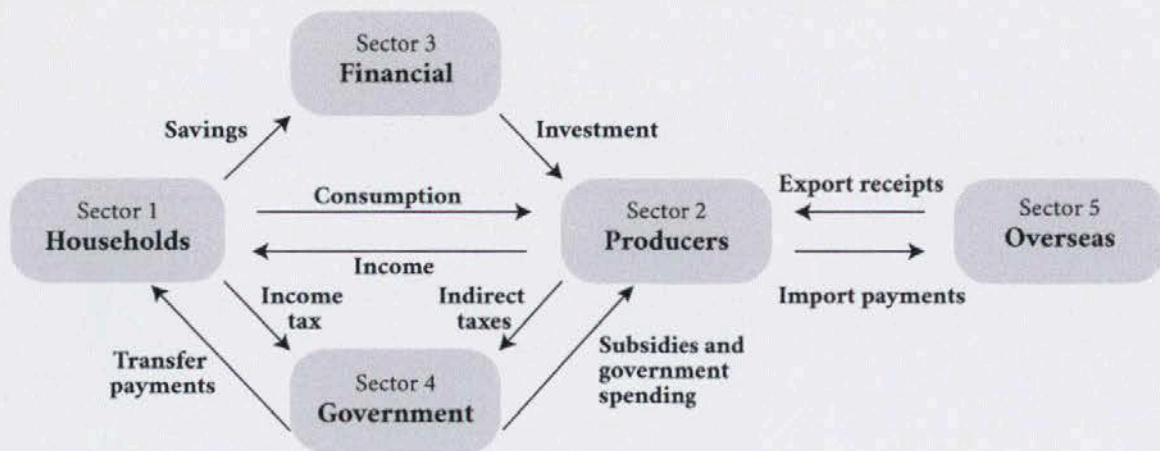 Sector 3
Financial
Savings
Investment
Consumption
Export receipts
Sector 1
Households
Sector 2
Producers
Sector 5
Overseas
Income
Import payments
Income
tax
Indirect
taxes
Transfer
payments
Subsidies and
government
spending
Sector 4
Government